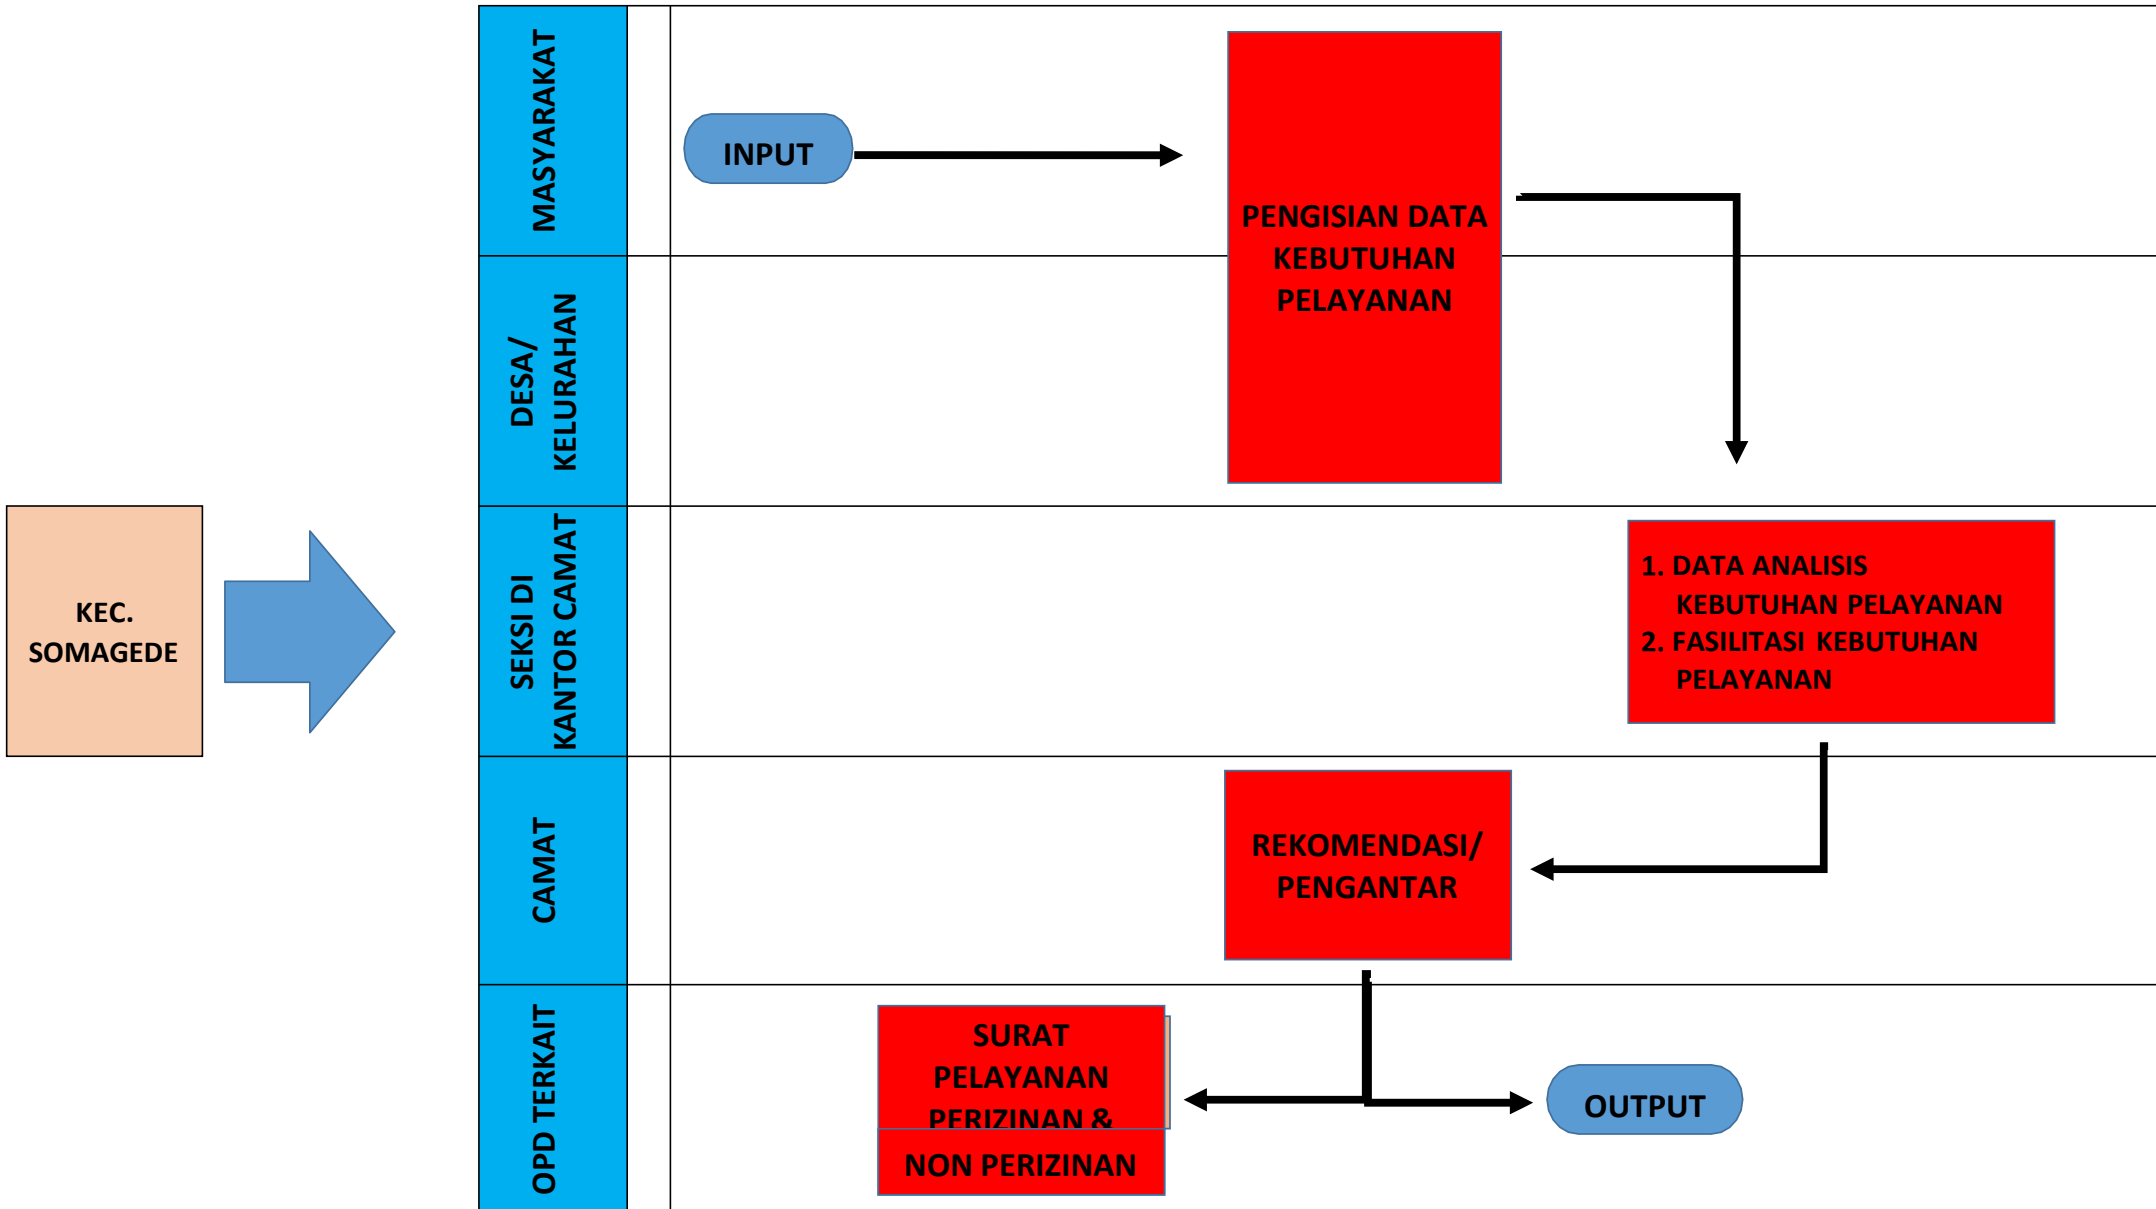 KEC.
SOMAGEDE
MASYARAKAT
INPUT
PENGISIAN DATA
KEBUTUHAN
PELAYANAN
DESA/
KELURAHAN
SEKSI DI
KANTOR CAMAT
1. DATA ANALISIS
KEBUTUHAN PELAYANAN
2. FASILITASI KEBUTUHAN
PELAYANAN
CAMAT
REKOMENDASI/
PENGANTAR
OPD TERKAIT
SURAT
PELAYANAN
PERIZINAN &
NON PERIZINAN
OUTPUT